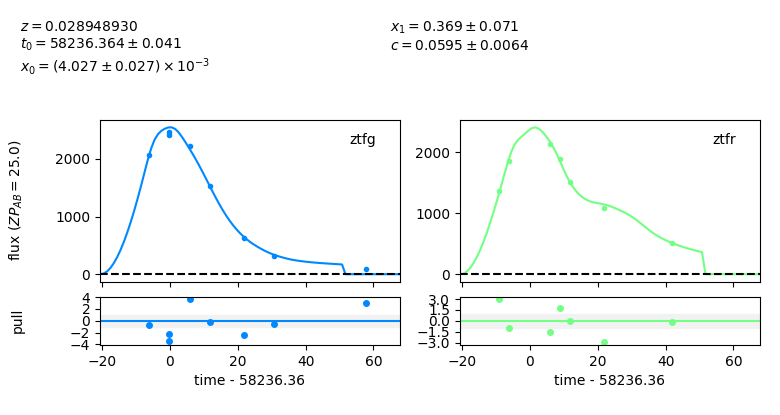 z = 0.028948930
t₀ = 58236.364 ± 0.041
x₀ = (4.027 ± 0.027) × 10⁻³
x₁ = 0.369 ± 0.071
c = 0.0595 ± 0.0064
flux (ZP_AB = 25.0)
2000
1000
0
ztfg
2000
1000
0
ztfr
pull
4
2
0
−2
−4
−20 0 20 40 60
time - 58236.36
3.0
1.5
0.0
−1.5
−3.0
−20 0 20 40 60
time - 58236.36